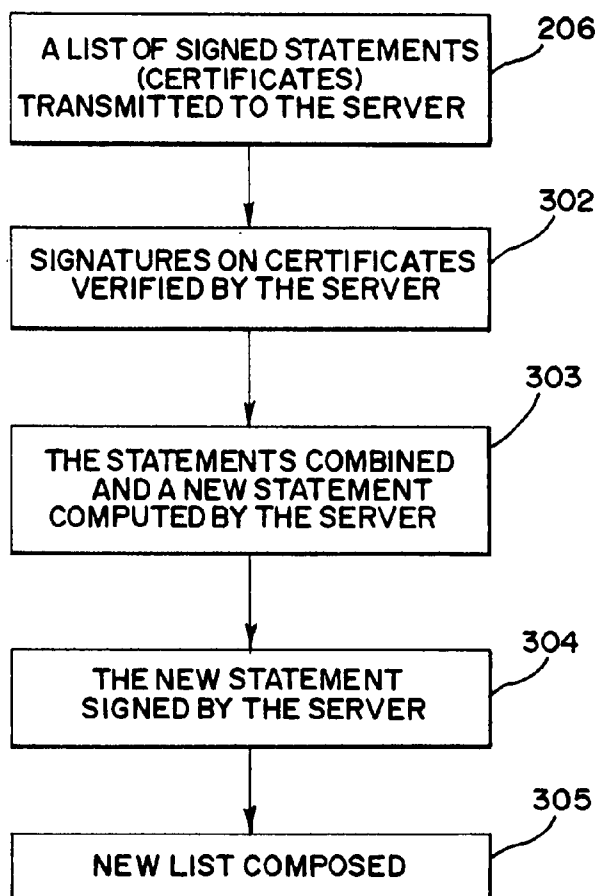 206
A LIST OF SIGNED STATEMENTS
(CERTIFICATES)
TRANSMITTED TO THE SERVER
302
SIGNATURES ON CERTIFICATES
VERIFIED BY THE SERVER
303
THE STATEMENTS COMBINED
AND A NEW STATEMENT
COMPUTED BY THE SERVER
304
THE NEW STATEMENT
SIGNED BY THE SERVER
305
NEW LIST COMPOSED